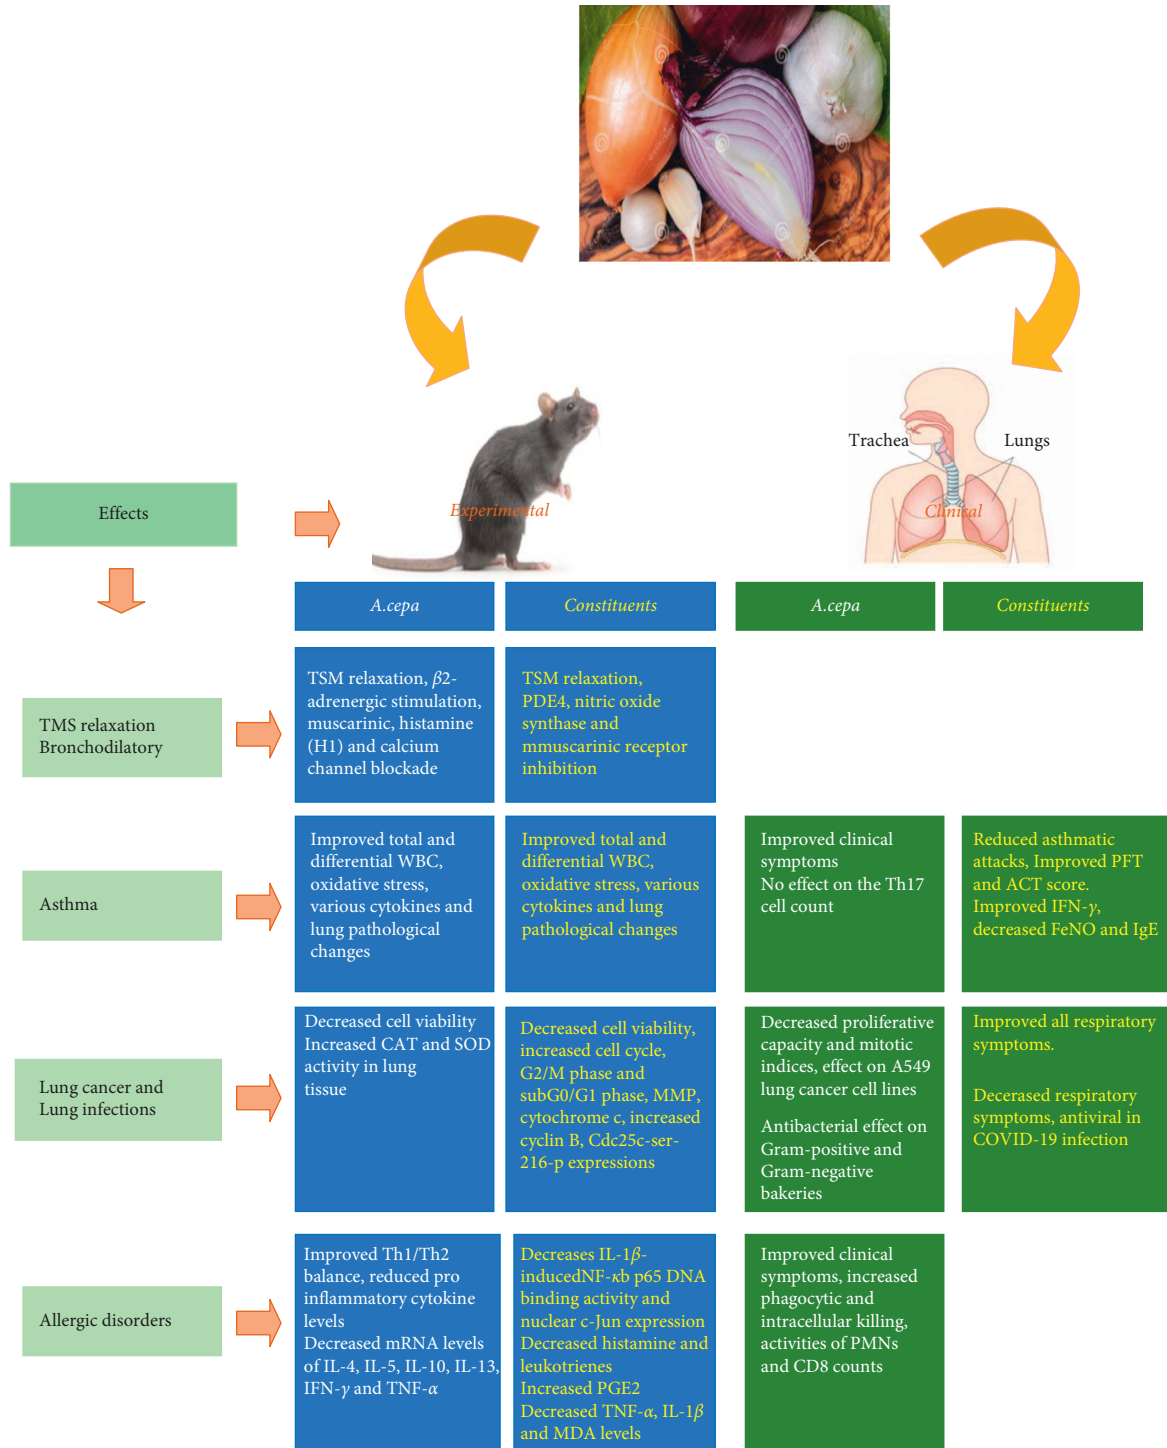 Trachea
Lungs
Experimental
Clinical
Effects
A.cepa
Constituents
A.cepa
Constituents
TMS relaxation
Bronchodilatory
TSM relaxation, β2-
adrenergic stimulation,
muscarinic, histamine
(H1) and calcium
channel blockade
TSM relaxation,
PDE4, nitric oxide
synthase and
mmuscarinic receptor
inhibition
Asthma
Improved total and
differential WBC,
oxidative stress,
various cytokines and
lung pathological
changes
Improved total and
differential WBC,
oxidative stress, various
cytokines and lung
pathological changes
Improved clinical
symptoms
No effect on the Th17
cell count
Reduced asthmatic
attacks, Improved PFT
and ACT score.
Improved IFN-γ,
decreased FeNO and IgE
Lung cancer and
Lung infections
Decreased cell viability
Increased CAT and SOD
activity in lung
tissue
Decreased cell viability,
increased cell cycle,
G2/M phase and
subG0/G1 phase, MMP,
cytochrome c, increased
cyclin B, Cdc25c-ser-
216-p expressions
Decreased proliferative
capacity and mitotic
indices, effect on A549
lung cancer cell lines
Antibacterial effect on
Gram-positive and
Gram-negative
bakeries
Improved all respiratory
symptoms.
Decerased respiratory
symptoms, antiviral in
COVID-19 infection
Allergic disorders
Improved Th1/Th2
balance, reduced pro
inflammatory cytokine
levels
Decreased mRNA levels
of IL-4, IL-5, IL-10, IL-13,
IFN-γ and TNF-α
Decreases IL-1β-
inducedNF-κb p65 DNA
binding activity and
nuclear c-Jun expression
Decreased histamine and
leukotrienes
Increased PGE2
Decreased TNF-α, IL-1β
and MDA levels
Improved clinical
symptoms, increased
phagocytic and
intracellular killing,
activities of PMNs
and CD8 counts